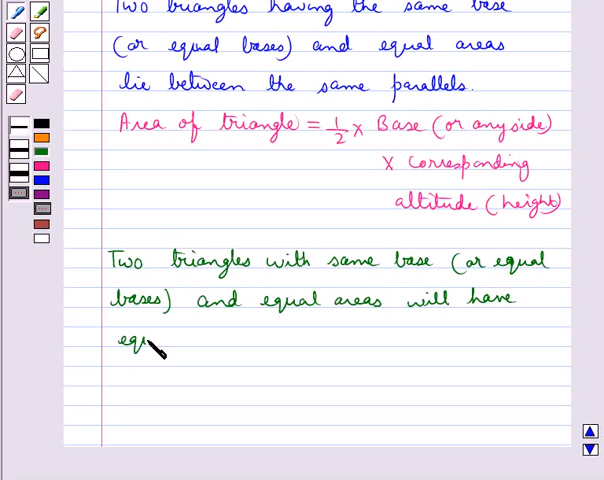 Two triangles having the same base
(or equal bases) and equal areas
lie between the same parallels.
Area of triangle = 1/2 × Base (or any side)
× corresponding
altitude (height)
Two triangles with same base (or equal
bases) and equal areas will have
equ